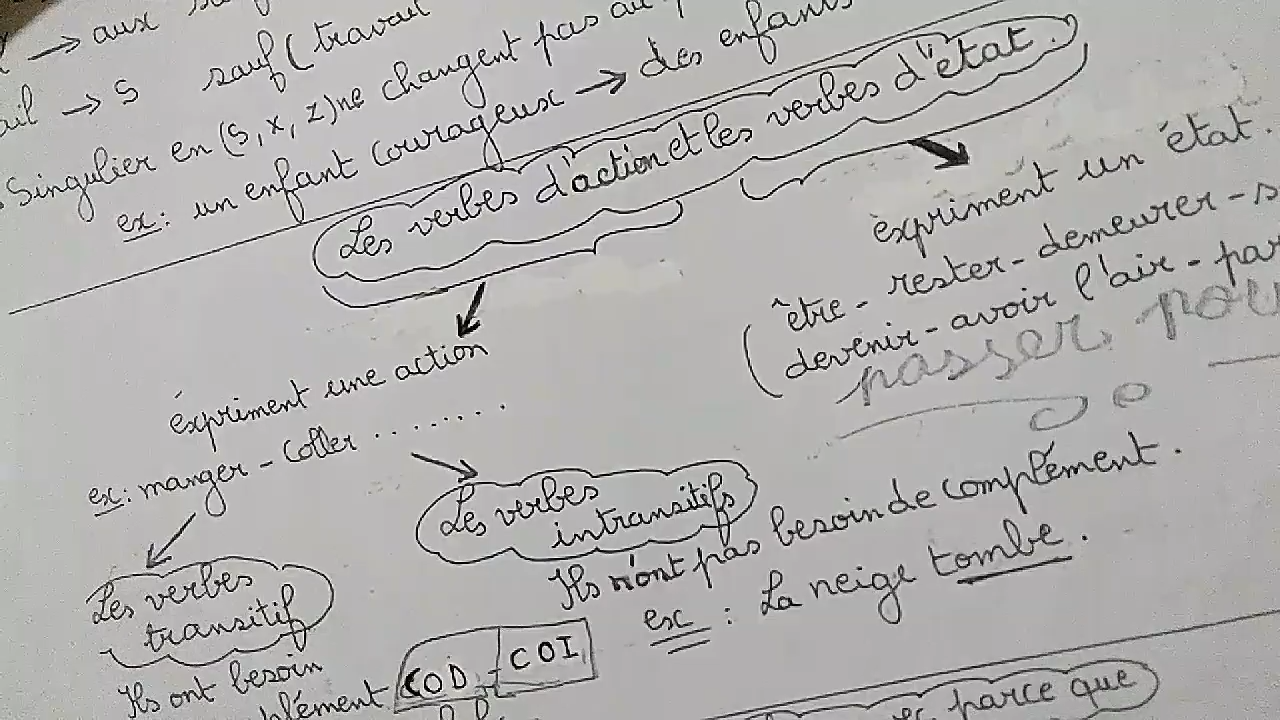 → aux
→ s sauf (travail
Singulier en (s, x, z) ne changent pas au
ex: un enfant courageux → des enfants
Les verbes d'action et les verbes d'état.
éxpriment un état.
être - rester - demeurer - s
devenir - avoir l'air - par
passer pou
éxpriment une action
ex: manger - coller ........
Les verbes
intransitifs
Ils n'ont pas besoin de complément.
ex : La neige tombe.
Les verbes
transitif
Ils ont besoin
plément COD - COI
parce que